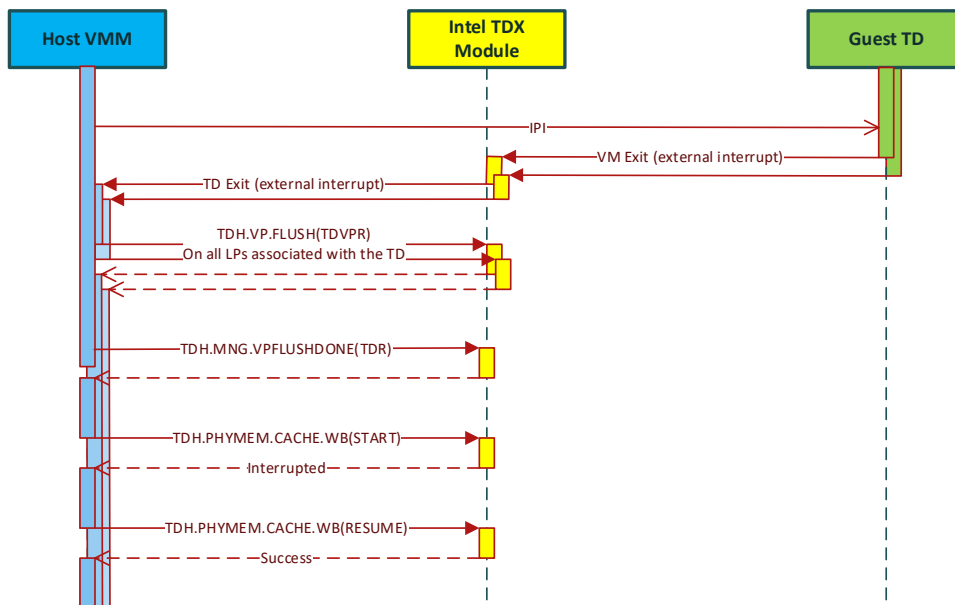 Host VMM
Intel TDX
Module
Guest TD
IPI
VM Exit (external interrupt)
TD Exit (external interrupt)
TDH.VP.FLUSH(TDVPR)
On all LPs associated with the TD
TDH.MNG.VPFLUSHDONE(TDR)
TDH.PHYMEM.CACHE.WB(START)
Interrupted
TDH.PHYMEM.CACHE.WB(RESUME)
Success